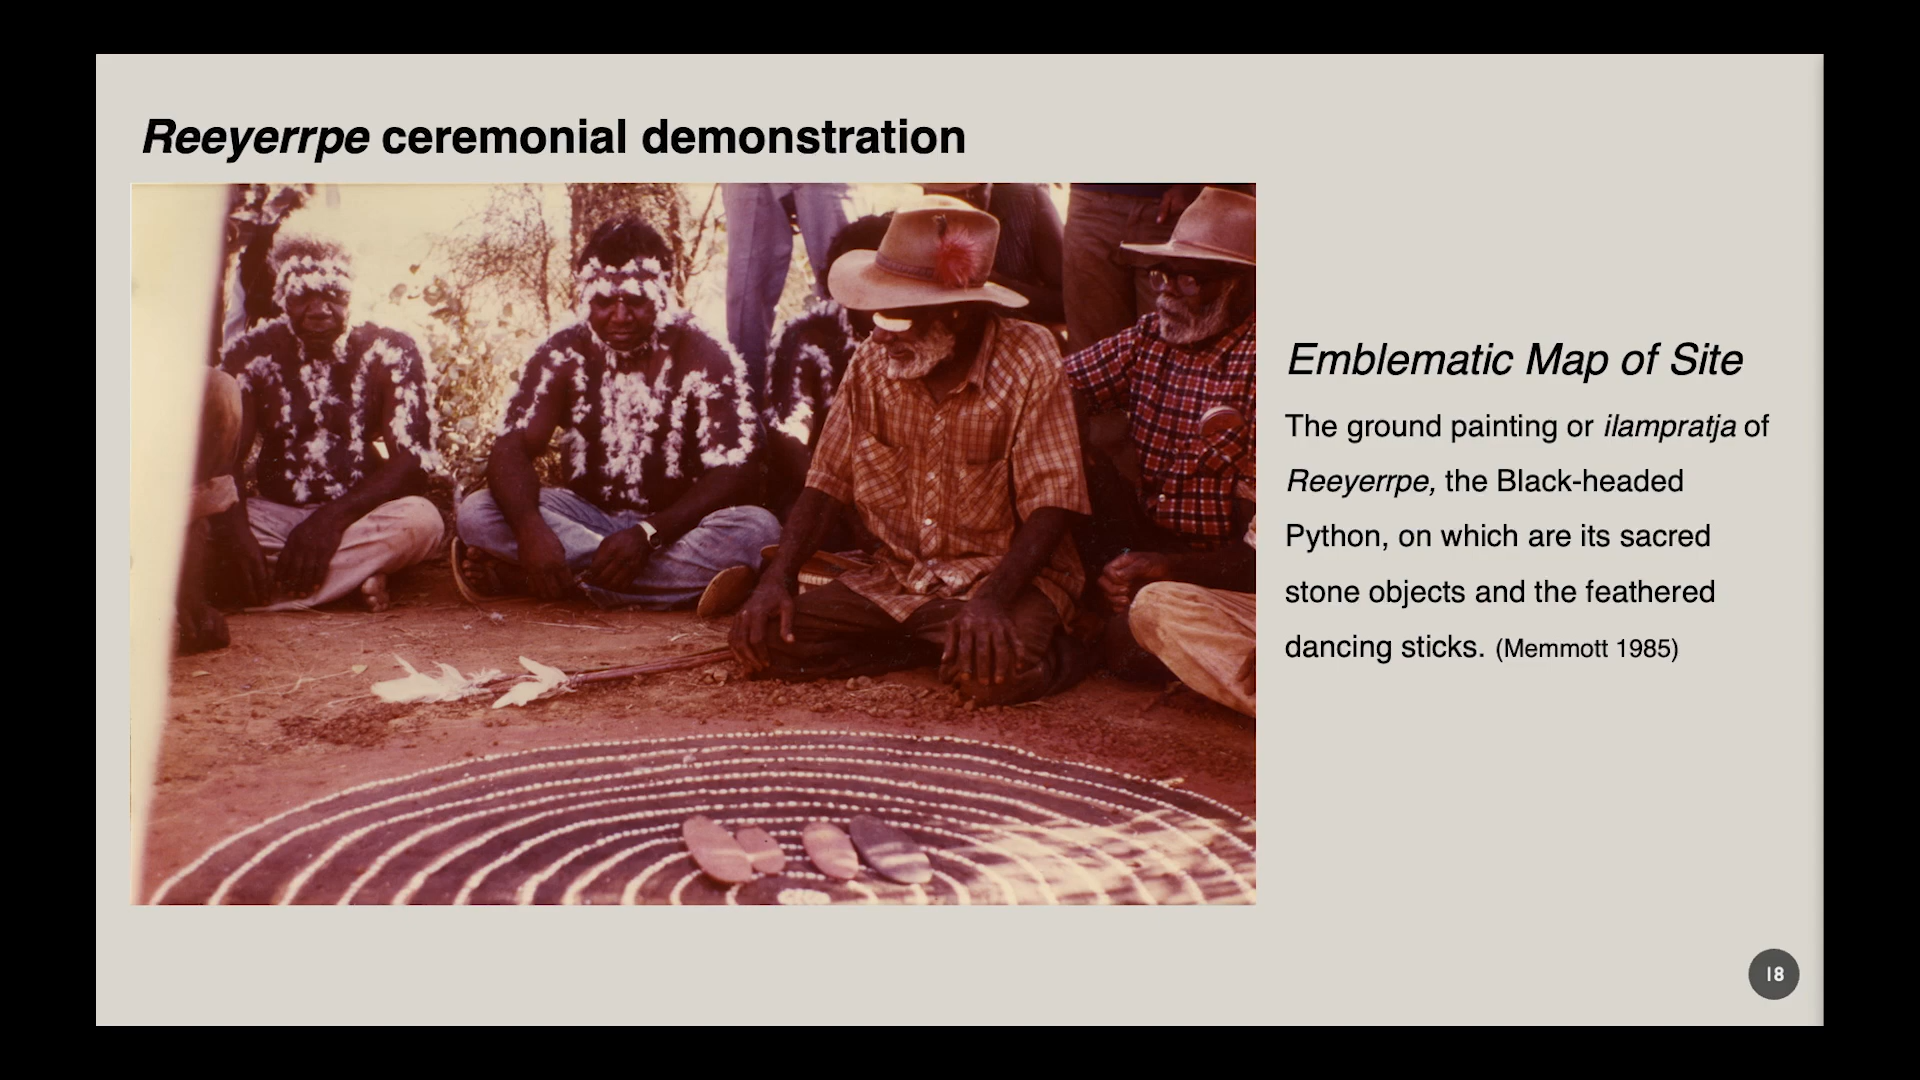 Reeyerrpe ceremonial demonstration
Emblematic Map of Site
The ground painting or ilampratja of
Reeyerrpe, the Black-headed
Python, on which are its sacred
stone objects and the feathered
dancing sticks. (Memmott 1985)
18